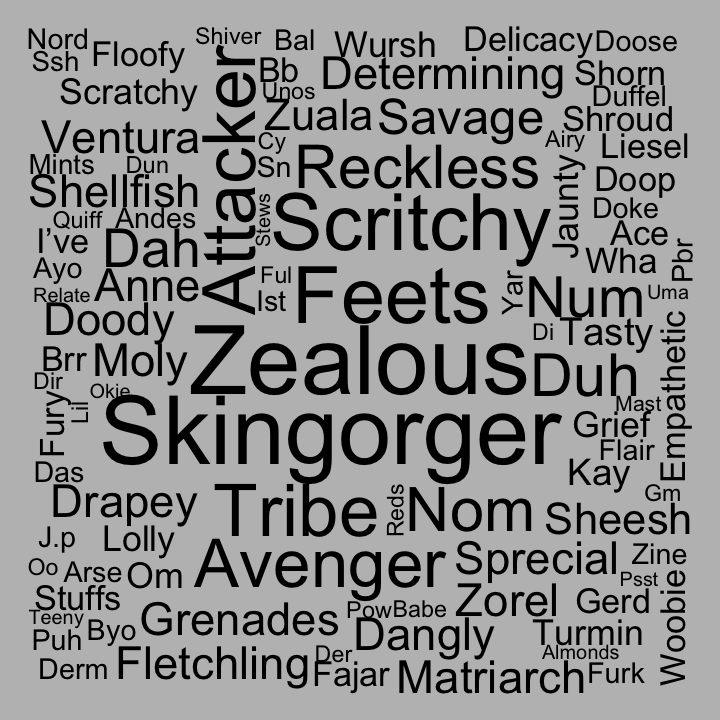 Nord
Shiver
Bal
Wursh
Delicacy
Doose
Ssh
Floofy
Attacker
Bb
Determining
Shorn
Scratchy
Unos
Duffel
Zuala
Savage
Shroud
Ventura
Cy
Airy
Liesel
Mints
Dun
Sn
Reckless
Jaunty
Doop
Shellfish
Quiff
Andes
Stews
Scritchy
Doke
I've
Dah
Ace
Ayo
Wha
Pbr
Relate
Anne
Ful
Ist
Feets
Yar
Num
Uma
Doody
Di
Tasty
Brr
Moly
Zealous
Duh
Empathetic
Dir
Okie
Fury
Lil
Skingorger
Mast
Grief
Flair
Das
Kay
Drapey
Tribe
Reds
Nom
Gm
Sheesh
J.p
Lolly
Avenger
Sprecial
Zine
Oo
Arse
Om
Psst
Stuffs
Zorel
Gerd
Woobie
Teeny
Grenades
PowBabe
Puh
Byo
Dangly
Turmin
Derm
Fletchling
Der
Fajar
Matriarch
Almonds
Furk